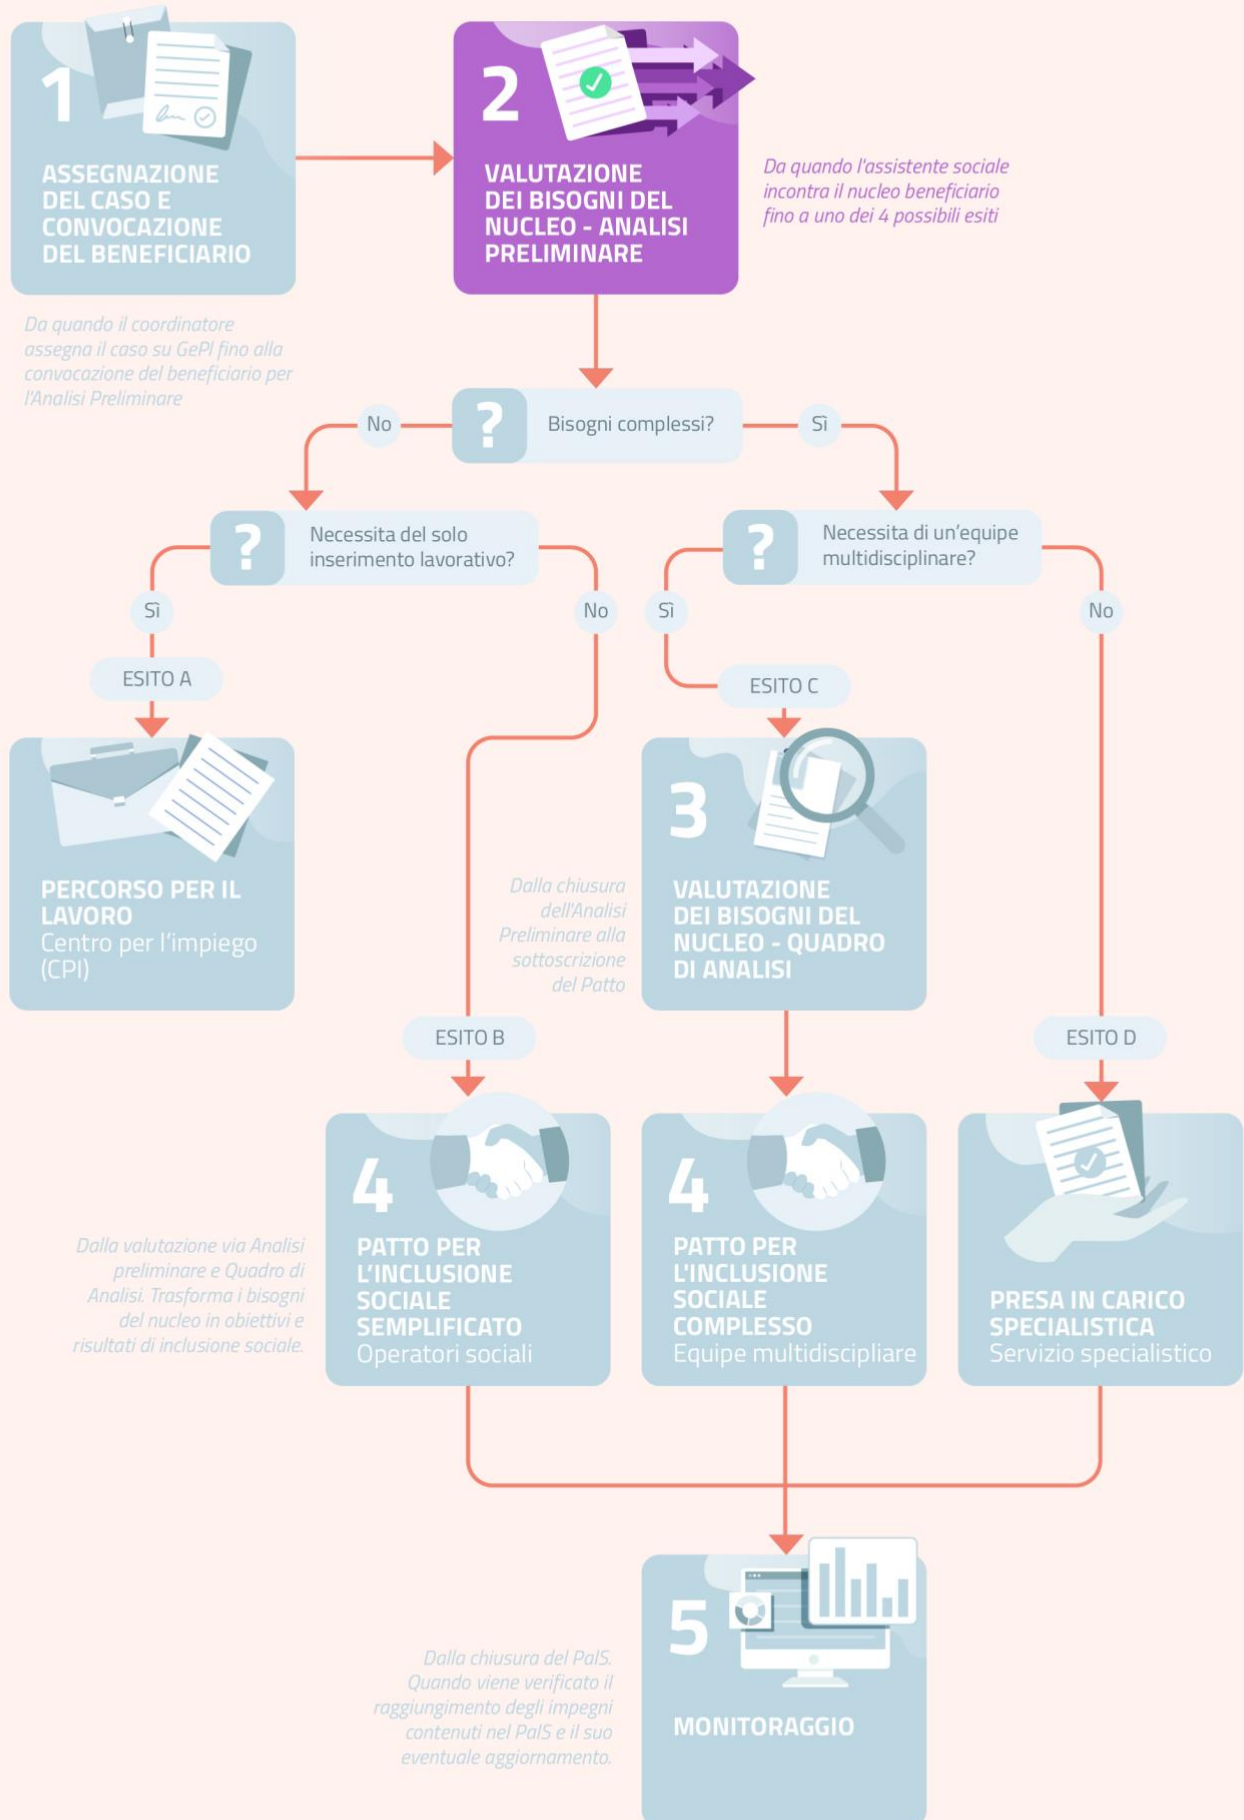 1
ASSEGNAZIONE
DEL CASO E
CONVOCAZIONE
DEL BENEFICIARIO
Da quando il coordinatore
assegna il caso su GePI fino alla
convocazione del beneficiario per
l'Analisi Preliminare
2
VALUTAZIONE
DEI BISOGNI DEL
NUCLEO - ANALISI
PRELIMINARE
Da quando l'assistente sociale
incontra il nucleo beneficiario
fino a uno dei 4 possibili esiti
No
?
Bisogni complessi?
Sì
?
Necessita del solo
inserimento lavorativo?
?
Necessita di un'equipe
multidisciplinare?
Sì
No
Sì
No
ESITO A
ESITO C
PERCORSO PER IL
LAVORO
Centro per l'impiego
(CPI)
Dalla chiusura
dell'Analisi
Preliminare alla
sottoscrizione
del Patto
3
VALUTAZIONE
DEI BISOGNI DEL
NUCLEO - QUADRO
DI ANALISI
ESITO B
ESITO D
Dalla valutazione via Analisi
preliminare e Quadro di
Analisi. Trasforma i bisogni
del nucleo in obiettivi e
risultati di inclusione sociale.
4
PATTO PER
L'INCLUSIONE
SOCIALE
SEMPLIFICATO
Operatori sociali
4
PATTO PER
L'INCLUSIONE
SOCIALE
COMPLESSO
Equipe multidiscipliare
PRESA IN CARICO
SPECIALISTICA
Servizio specialistico
Dalla chiusura del PaIS.
Quando viene verificato il
raggiungimento degli impegni
contenuti nel PaIS e il suo
eventuale aggiornamento.
5
MONITORAGGIO